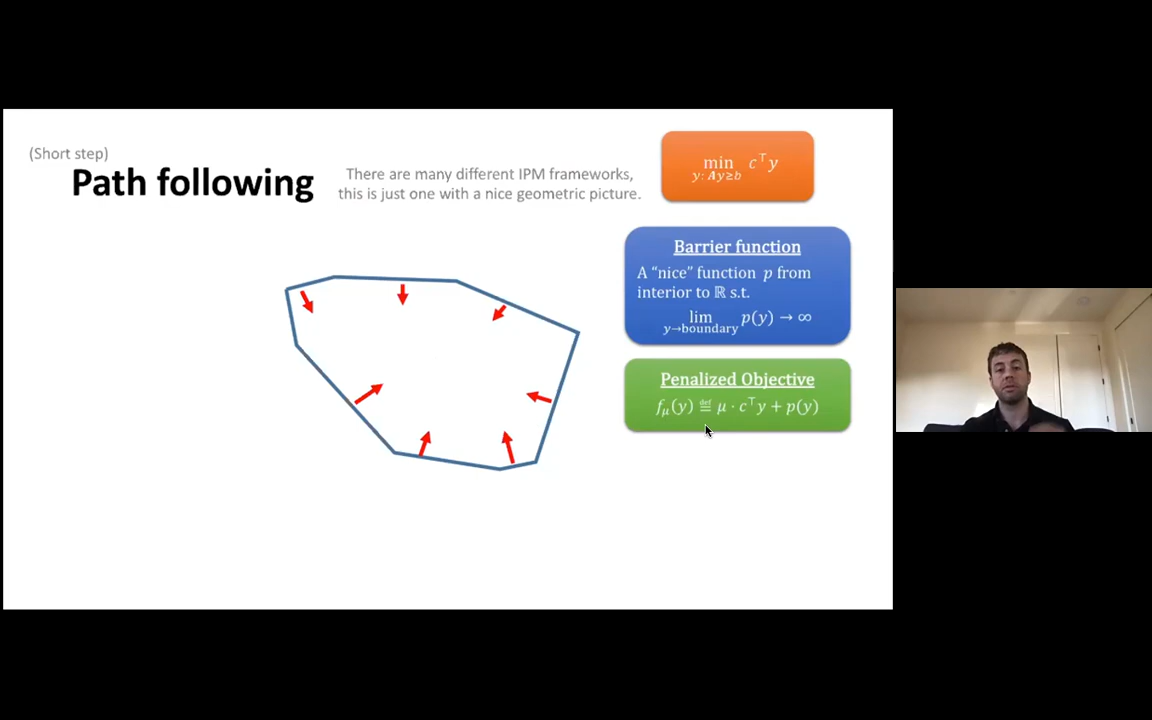 (Short step)
Path following
There are many different IPM frameworks,
this is just one with a nice geometric picture.
min c⊤y
y: Ay≥b
Barrier function
A “nice” function p from
interior to ℝ s.t.
lim p(y) → ∞
y→boundary
Penalized Objective
fμ(y) ≝ μ · c⊤y + p(y)